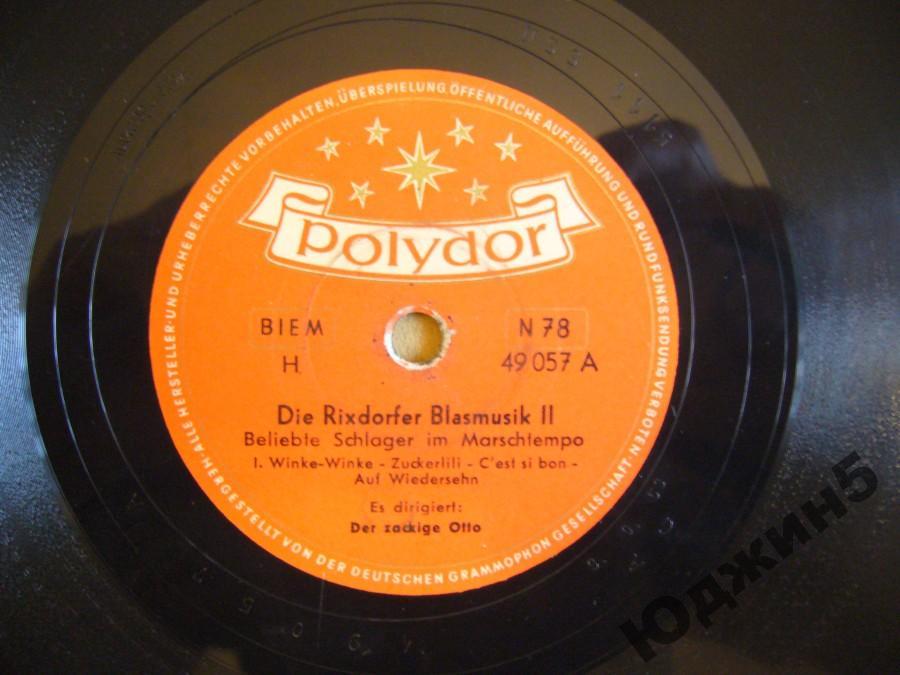 ALLE HERSTELLER- UND URHEBERRECHTE VORBEHALTEN. ÜBERSPIELUNG, ÖFFENTLICHE AUFFÜHRUNG UND RUNDFUNKSENDUNG VERBOTEN
polydor
BIEM
N 78
H
49 057 A
Die Rixdorfer Blasmusik II
Beliebte Schlager im Marschtempo
I. Winke-Winke - Zuckerlili - C'est si bon -
Auf Wiedersehn
Es dirigiert:
Der zackige Otto
HERGESTELLT VON DER DEUTSCHEN GRAMMOPHON GESELLSCHAFT
Юджин5